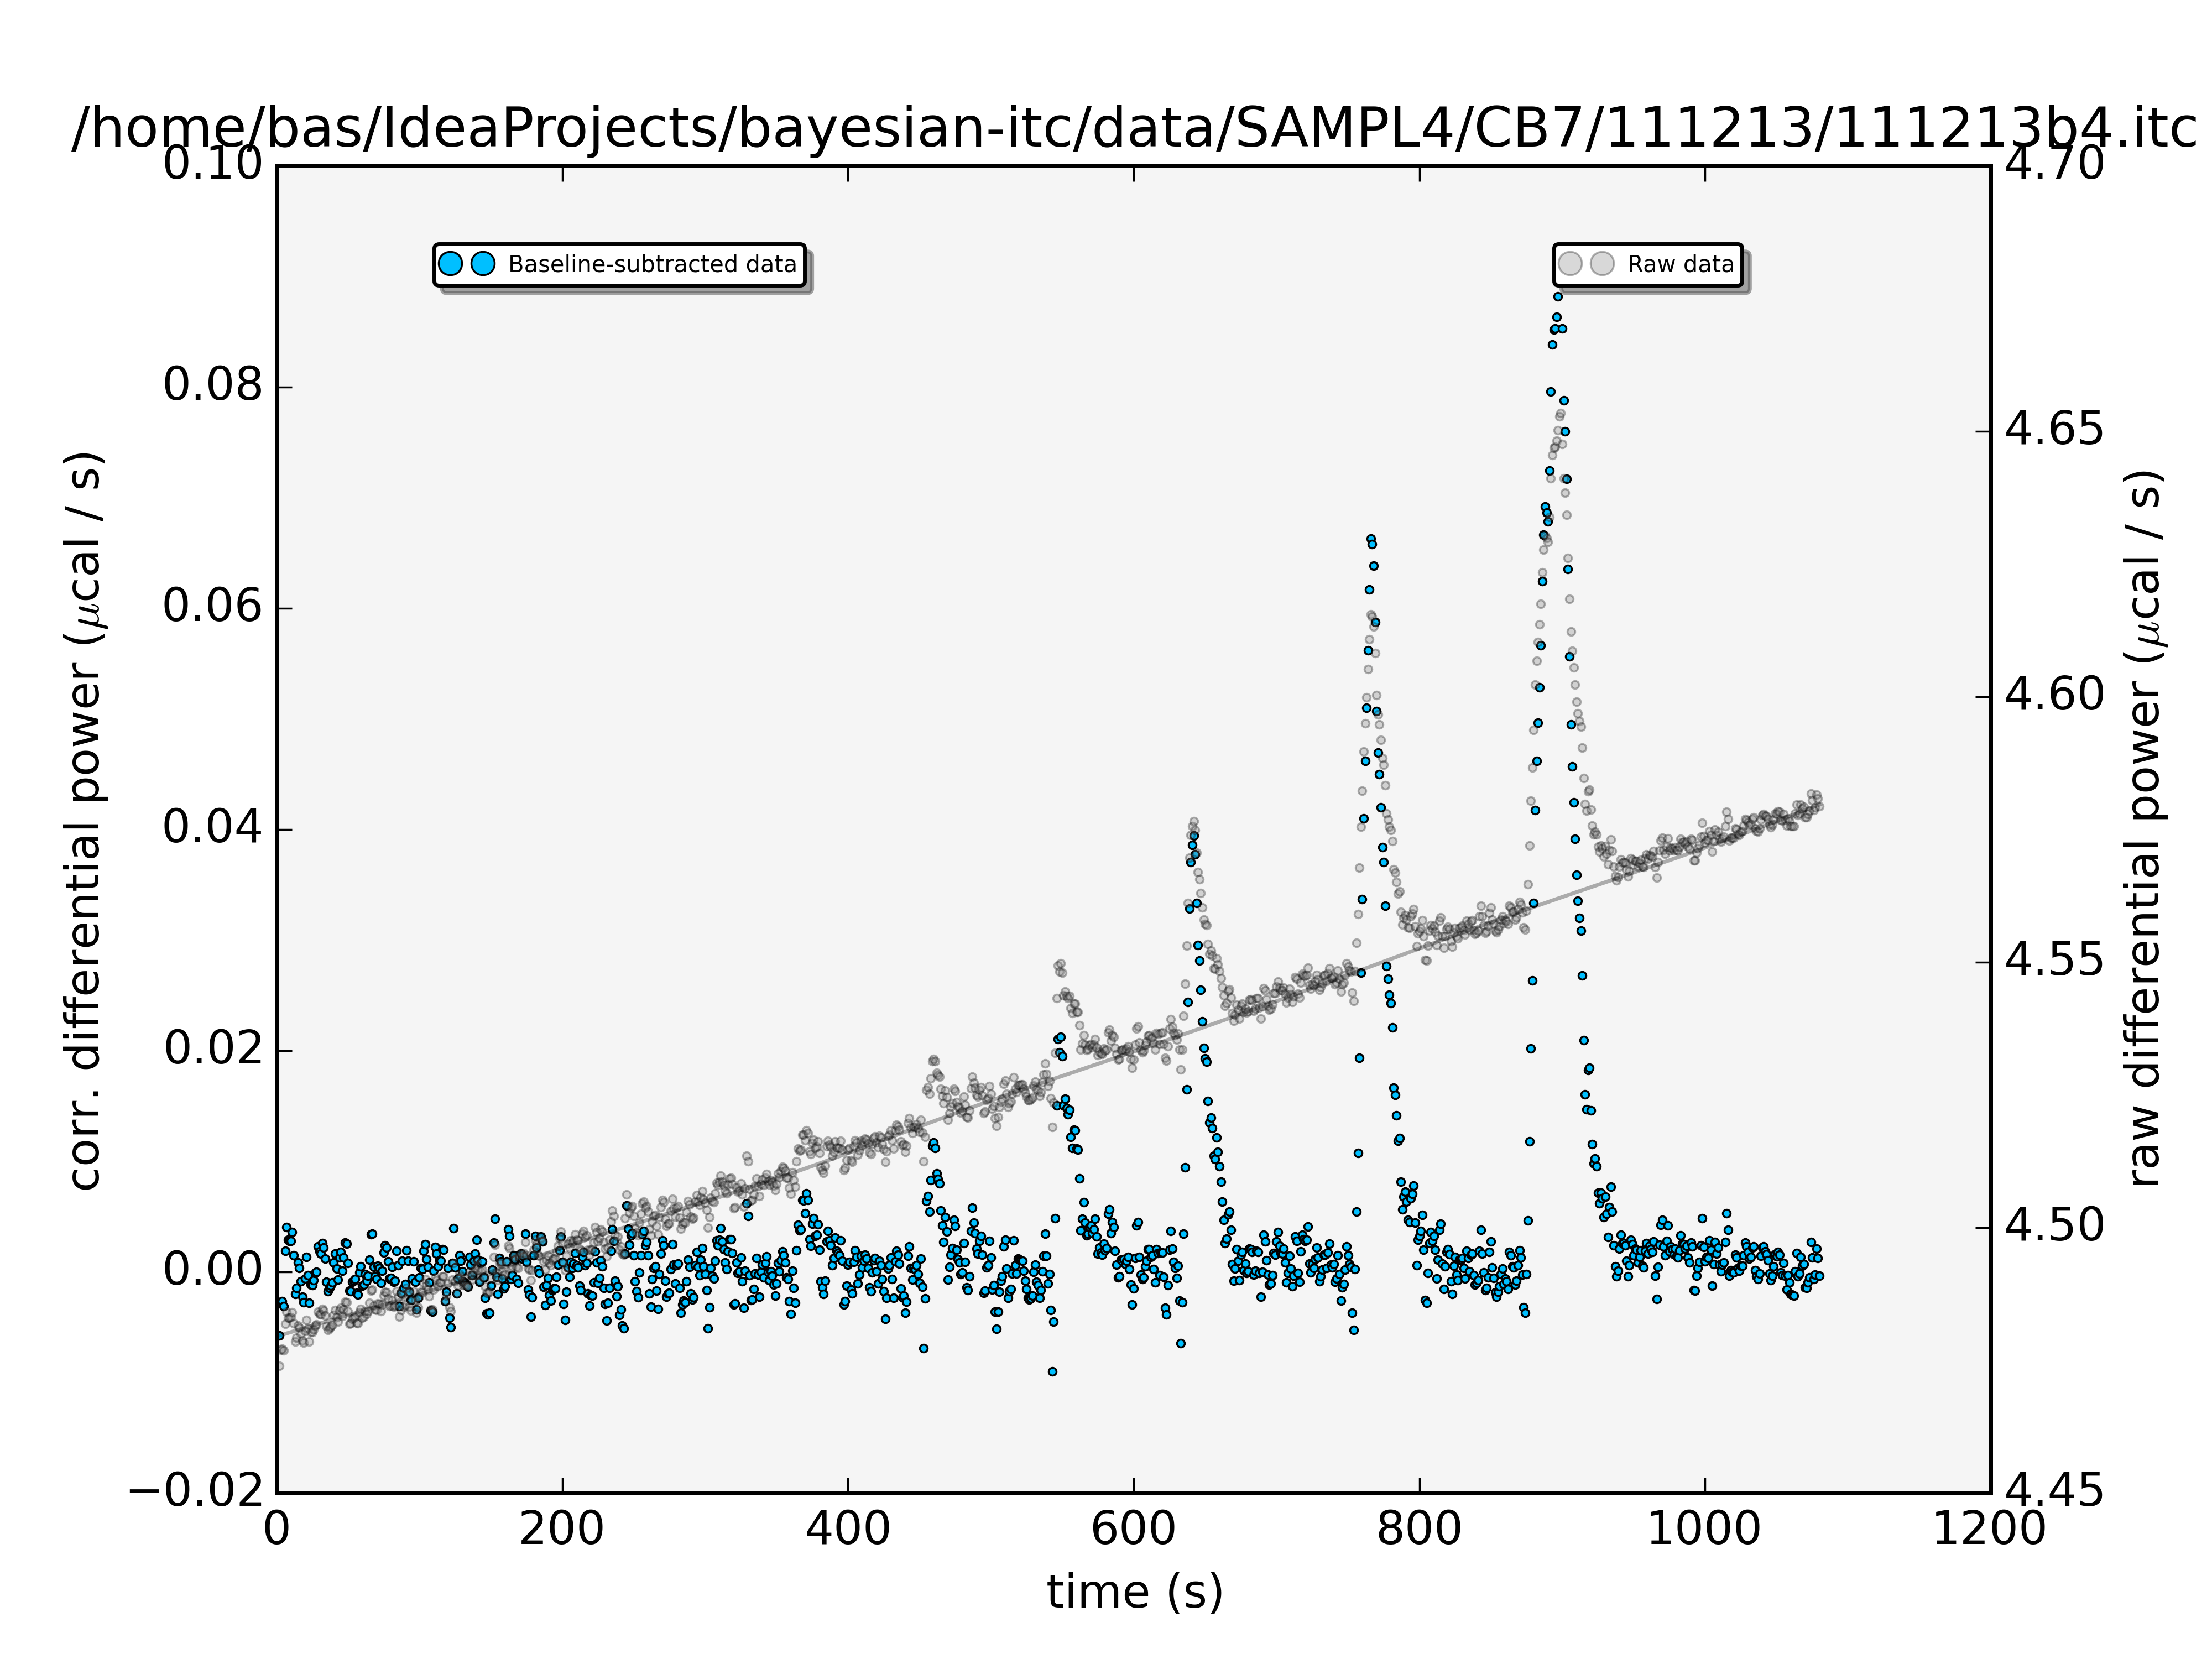 /home/bas/IdeaProjects/bayesian-itc/data/SAMPL4/CB7/111213/111213b4.itc
0.10
0.08
0.06
0.04
0.02
0.00
−0.02
corr. differential power (μcal / s)
Baseline-subtracted data
Raw data
4.70
4.65
4.60
4.55
4.50
4.45
raw differential power (μcal / s)
0 200 400 600 800 1000 1200
time (s)